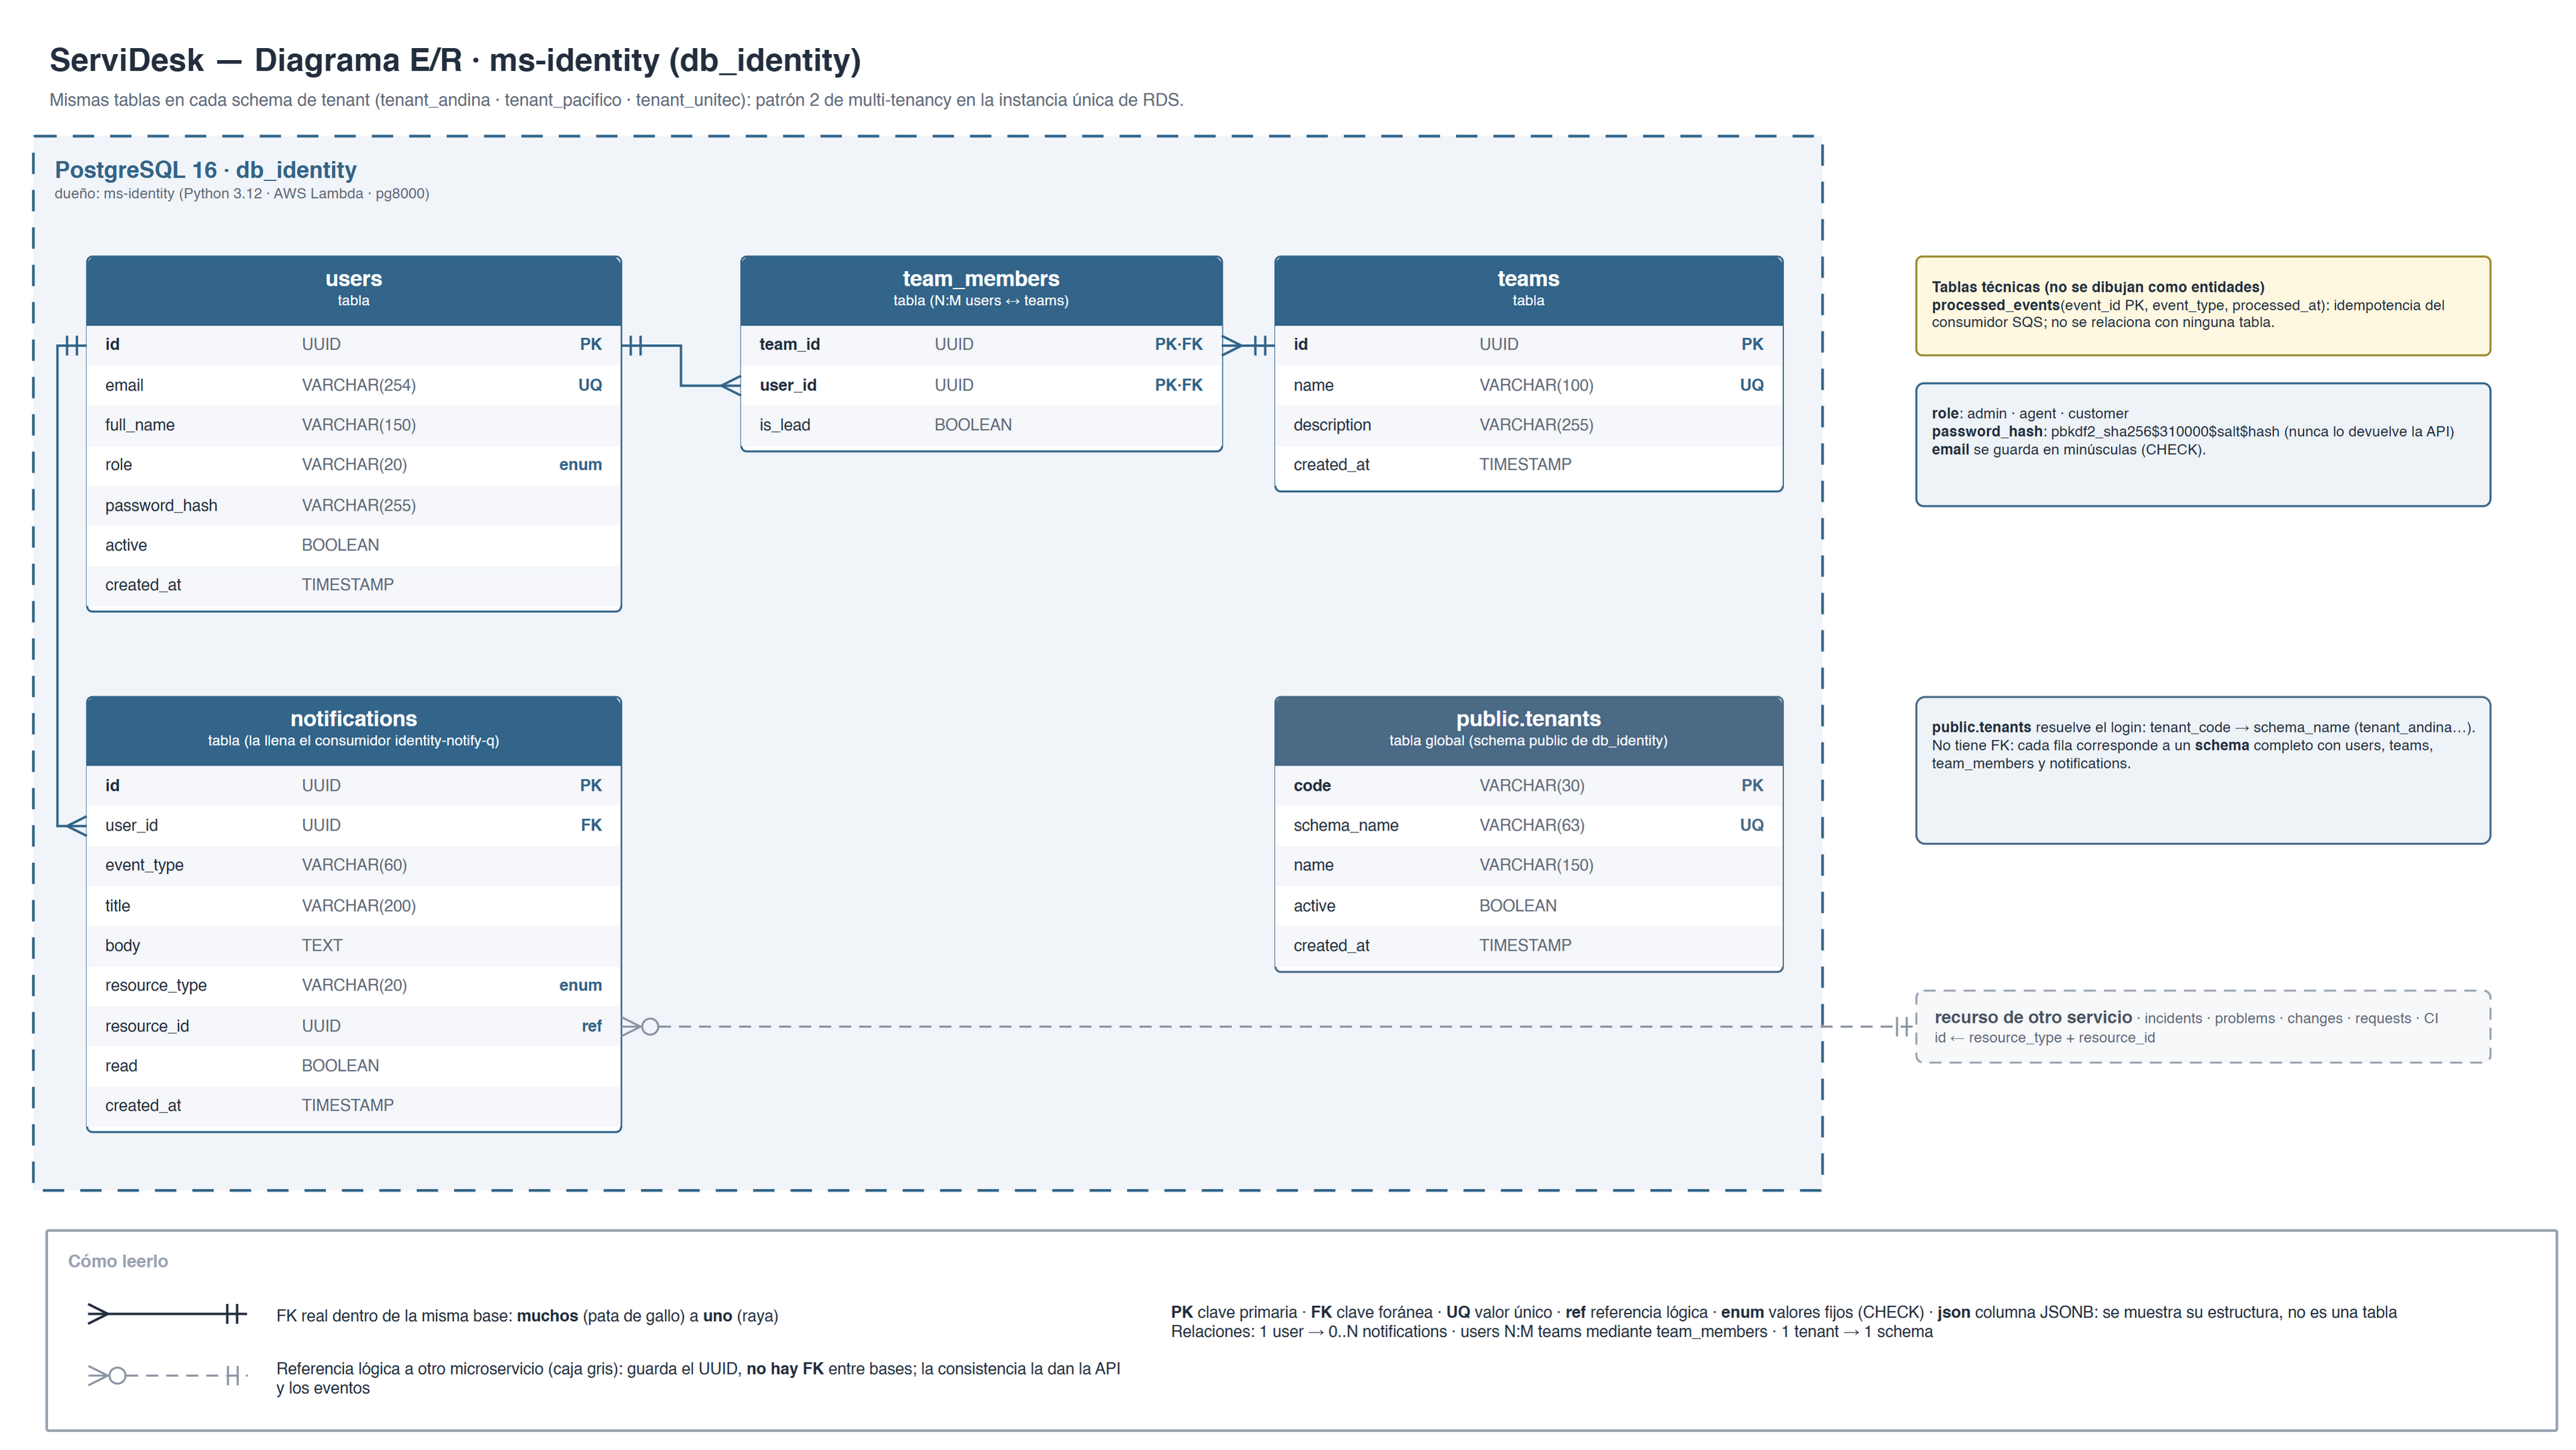 ServiDesk — Diagrama E/R · ms-identity (db_identity)
Mismas tablas en cada schema de tenant (tenant_andina · tenant_pacifico · tenant_unitec): patrón 2 de multi-tenancy en la instancia única de RDS.
PostgreSQL 16 · db_identity
dueño: ms-identity (Python 3.12 · AWS Lambda · pg8000)
users
tabla
id UUID PK
email VARCHAR(254) UQ
full_name VARCHAR(150)
role VARCHAR(20) enum
password_hash VARCHAR(255)
active BOOLEAN
created_at TIMESTAMP
team_members
tabla (N:M users ↔ teams)
team_id UUID PK·FK
user_id UUID PK·FK
is_lead BOOLEAN
teams
tabla
id UUID PK
name VARCHAR(100) UQ
description VARCHAR(255)
created_at TIMESTAMP
Tablas técnicas (no se dibujan como entidades)
processed_events(event_id PK, event_type, processed_at): idempotencia del
consumidor SQS; no se relaciona con ninguna tabla.
role: admin · agent · customer
password_hash: pbkdf2_sha256$310000$salt$hash (nunca lo devuelve la API)
email se guarda en minúsculas (CHECK).
notifications
tabla (la llena el consumidor identity-notify-q)
id UUID PK
user_id UUID FK
event_type VARCHAR(60)
title VARCHAR(200)
body TEXT
resource_type VARCHAR(20) enum
resource_id UUID ref
read BOOLEAN
created_at TIMESTAMP
public.tenants
tabla global (schema public de db_identity)
code VARCHAR(30) PK
schema_name VARCHAR(63) UQ
name VARCHAR(150)
active BOOLEAN
created_at TIMESTAMP
public.tenants resuelve el login: tenant_code → schema_name (tenant_andina…).
No tiene FK: cada fila corresponde a un schema completo con users, teams,
team_members y notifications.
recurso de otro servicio · incidents · problems · changes · requests · CI
id ← resource_type + resource_id
Cómo leerlo
FK real dentro de la misma base: muchos (pata de gallo) a uno (raya)
Referencia lógica a otro microservicio (caja gris): guarda el UUID, no hay FK entre bases; la consistencia la dan la API
y los eventos
PK clave primaria · FK clave foránea · UQ valor único · ref referencia lógica · enum valores fijos (CHECK) · json columna JSONB: se muestra su estructura, no es una tabla
Relaciones: 1 user → 0..N notifications · users N:M teams mediante team_members · 1 tenant → 1 schema